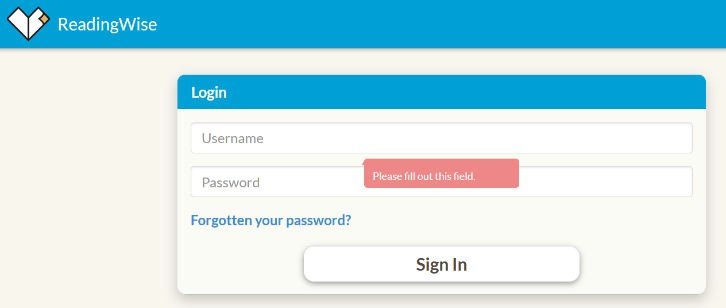 ReadingWise
Login
Username
Please fill out this field.
Password
Forgotten your password?
Sign In